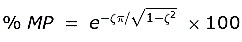 % MP = e^{-ζπ/√(1-ζ²)} × 100